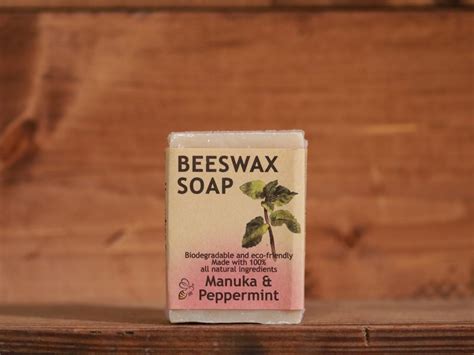 BEESWAX
SOAP
Biodegradable and eco-friendly
Made with 100%
all natural ingredients
Manuka &
Peppermint